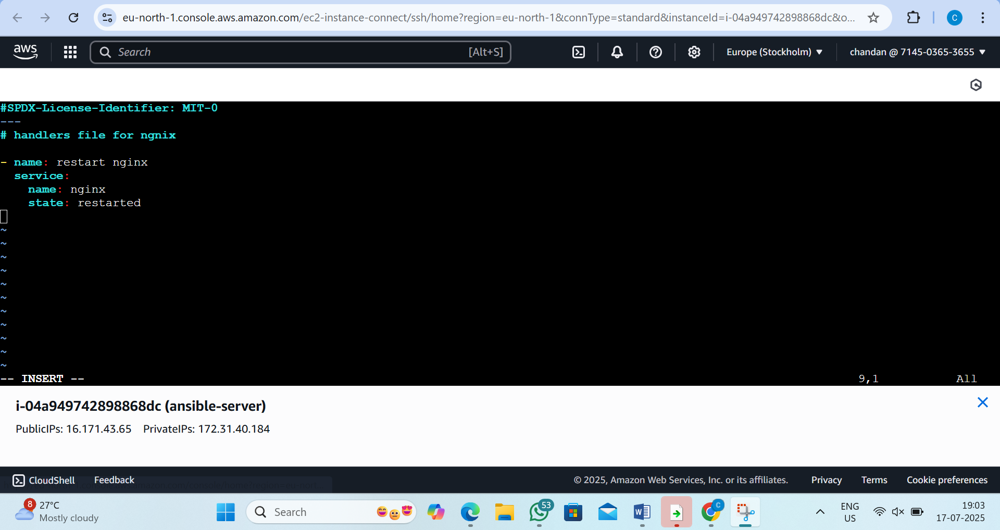 eu-north-1.console.aws.amazon.com/ec2-instance-connect/ssh/home?region=eu-north-1&connType=standard&instanceId=i-04a949742898868dc&o...
C
aws
Search
[Alt+S]
Europe (Stockholm)
chandan @ 7145-0365-3655
#SPDX-License-Identifier: MIT-0
---
# handlers file for ngnix
- name: restart nginx
  service:
    name: nginx
    state: restarted
~
~
~
~
~
~
~
~
~
~
~
-- INSERT --
9,1
All
i-04a949742898868dc (ansible-server)
PublicIPs: 16.171.43.65 PrivateIPs: 172.31.40.184
CloudShell
Feedback
© 2025, Amazon Web Services, Inc. or its affiliates.
Privacy
Terms
Cookie preferences
8
27°C
Mostly cloudy
Search
53
W
C
ENG
US
19:03
17-07-2025